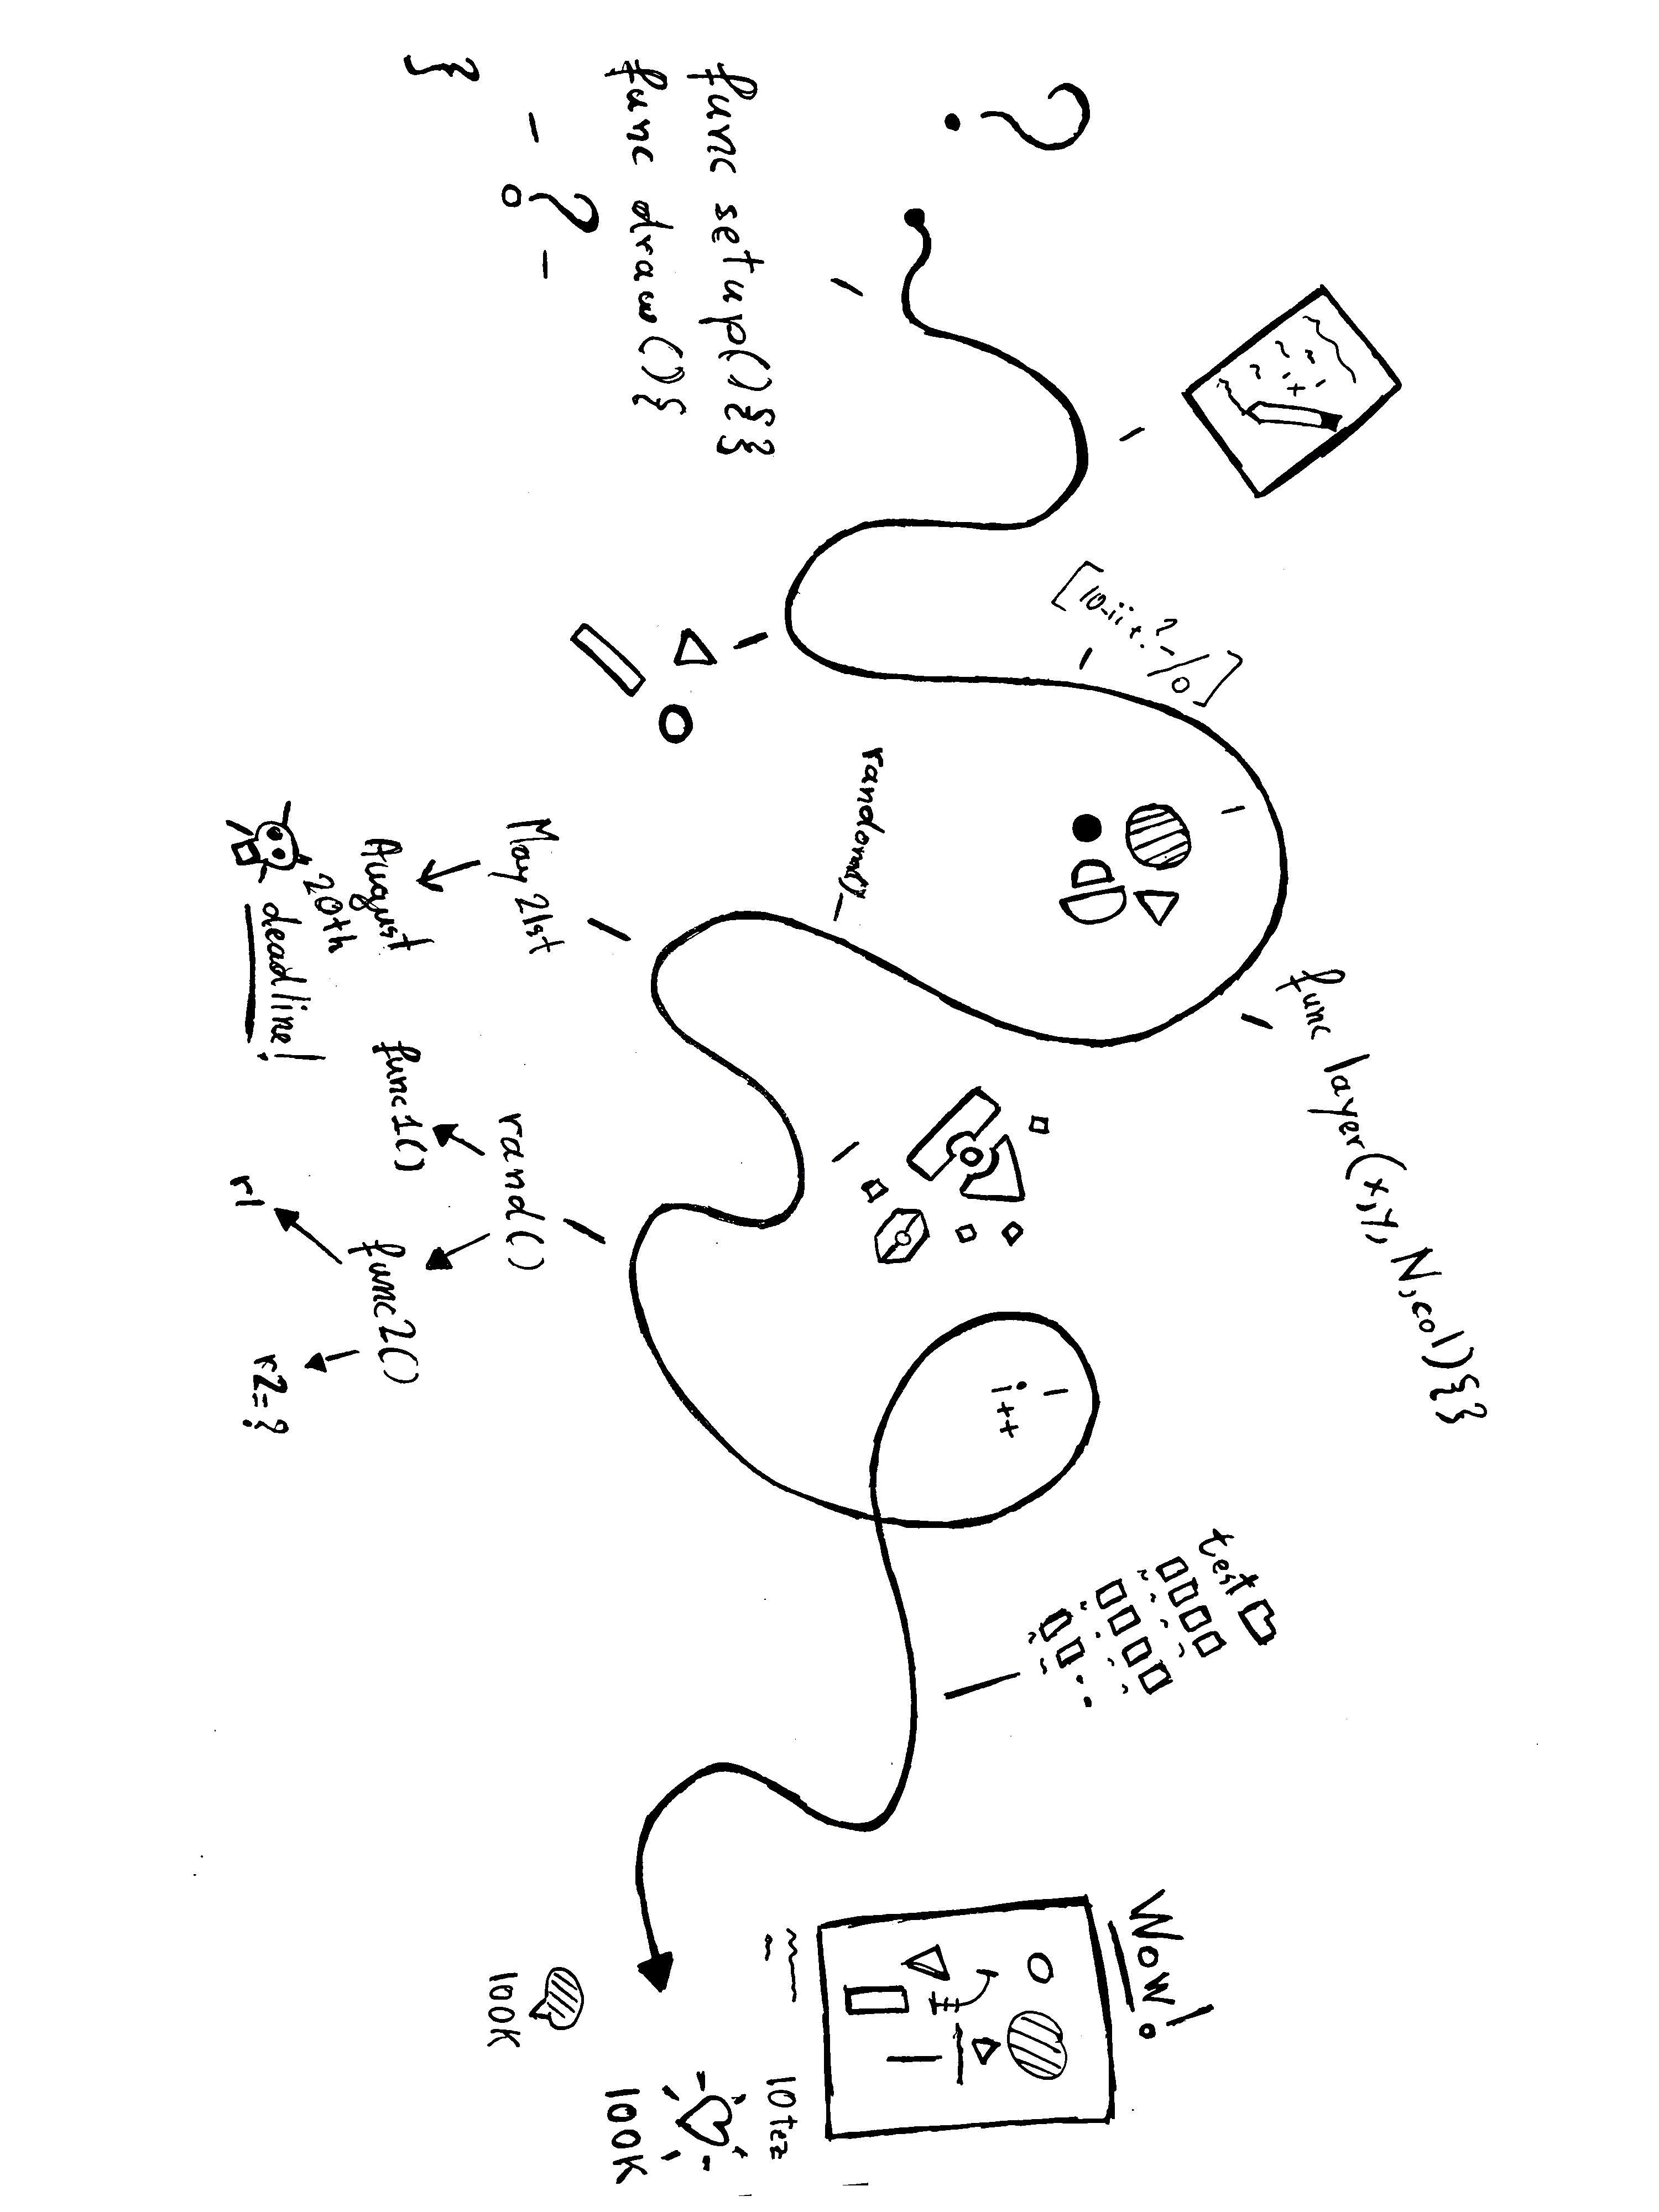 ?
func setup(){}
func draw(){
- ? -
}
[10-ii+?-/0]
random()
func layer(x,y,N,col){}
May 21st
August
20th
deadline!
rand()
func1()
func2()
r1
r2=?
i++
test
Wow!
10tez
100K
100K